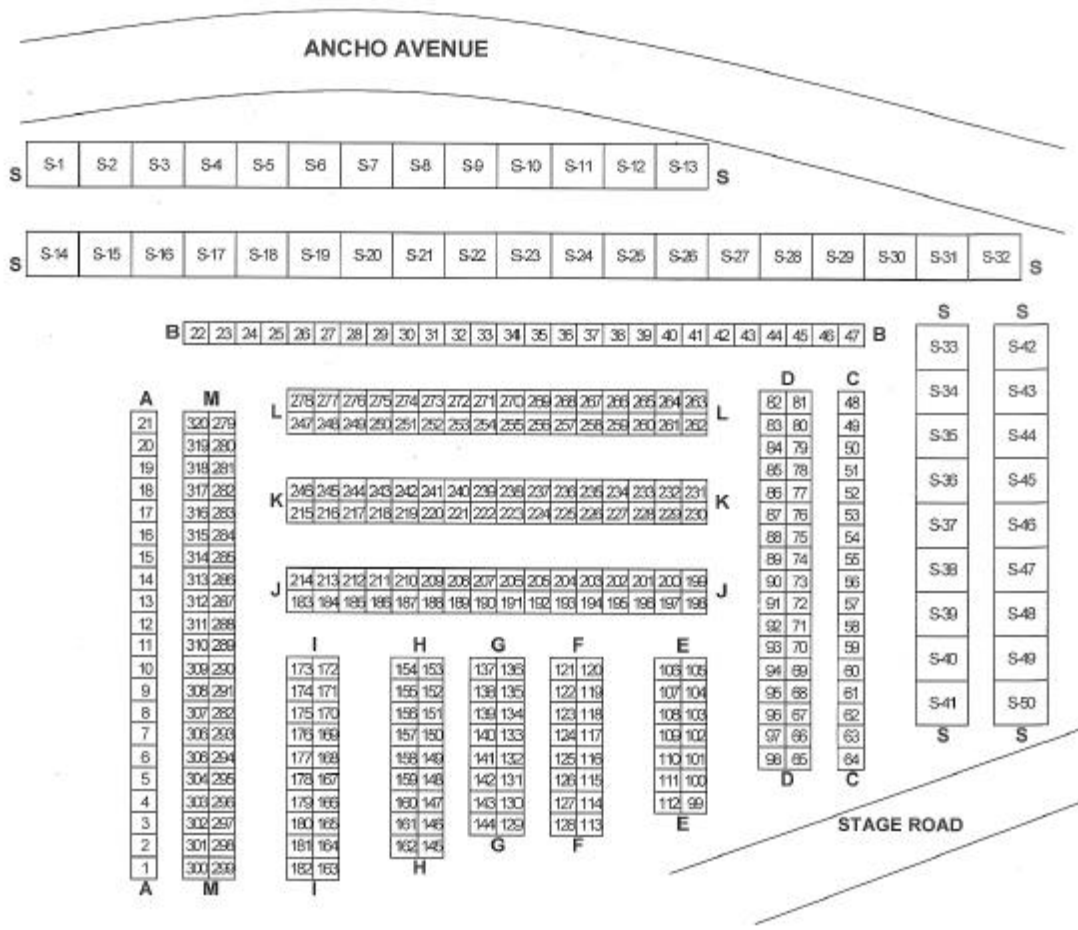 ANCHO AVENUE
S S-1 S-2 S-3 S-4 S-5 S-6 S-7 S-8 S-9 S-10 S-11 S-12 S-13 S
S S-14 S-15 S-16 S-17 S-18 S-19 S-20 S-21 S-22 S-23 S-24 S-25 S-26 S-27 S-28 S-29 S-30 S-31 S-32 S
B 22 23 24 25 26 27 28 29 30 31 32 33 34 35 36 37 38 39 40 41 42 43 44 45 46 47 B
A
21
20
19
18
17
16
15
14
13
12
11
10
9
8
7
6
5
4
3
2
1
A
M
320 279
319 280
318 281
317 282
316 283
315 284
314 285
313 286
312 287
311 288
310 289
309 290
308 291
307 282
306 293
306 294
304 295
303 296
302 297
301 298
300 299
M
L
278 277 276 275 274 273 272 271 270 269 268 267 266 265 264 263
247 248 249 250 251 252 253 254 255 256 257 258 259 260 261 262
L
K
246 245 244 243 242 241 240 239 238 237 236 235 234 233 232 231
215 216 217 218 219 220 221 222 223 224 225 226 227 228 229 230
K
J
214 213 212 211 210 209 208 207 206 205 204 203 202 201 200 199
183 184 185 186 187 188 189 190 191 192 193 194 195 196 197 198
J
I
173 172
174 171
175 170
176 169
177 168
178 167
179 166
180 165
181 164
182 163
I
H
154 153
155 152
156 151
157 150
158 149
159 148
160 147
161 146
162 145
H
G
137 136
138 135
139 134
140 133
141 132
142 131
143 130
144 129
G
F
121 120
122 119
123 118
124 117
125 116
126 115
127 114
128 113
F
E
106 105
107 104
108 103
109 102
110 101
111 100
112 99
E
D
82 81
83 80
84 79
85 78
86 77
87 76
88 75
89 74
90 73
91 72
92 71
93 70
94 69
95 68
96 67
97 66
98 65
D
C
48
49
50
51
52
53
54
55
56
57
58
59
60
61
62
63
64
C
S
S-33
S-34
S-35
S-36
S-37
S-38
S-39
S-40
S-41
S
S
S-42
S-43
S-44
S-45
S-46
S-47
S-48
S-49
S-50
S
STAGE ROAD